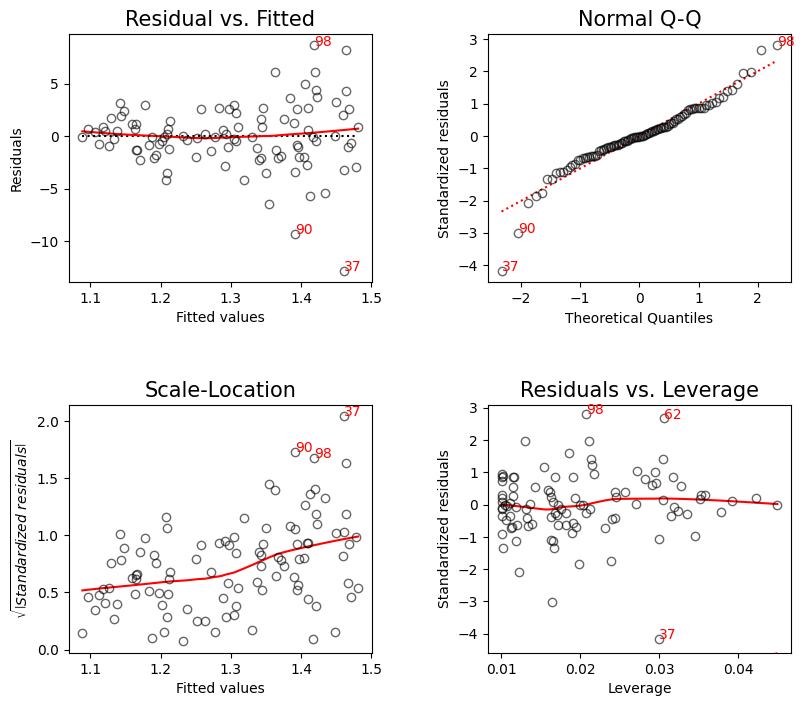 Residual vs. Fitted
98
90
37
5
0
−5
−10
Residuals
1.1 1.2 1.3 1.4 1.5
Fitted values
Normal Q-Q
98
90
37
3
2
1
0
−1
−2
−3
−4
Standardized residuals
−2 −1 0 1 2
Theoretical Quantiles
Scale-Location
37
90
98
2.0
1.5
1.0
0.5
0.0
√|Standardized residuals|
1.1 1.2 1.3 1.4 1.5
Fitted values
Residuals vs. Leverage
98
62
37
3
2
1
0
−1
−2
−3
−4
Standardized residuals
0.01 0.02 0.03 0.04
Leverage